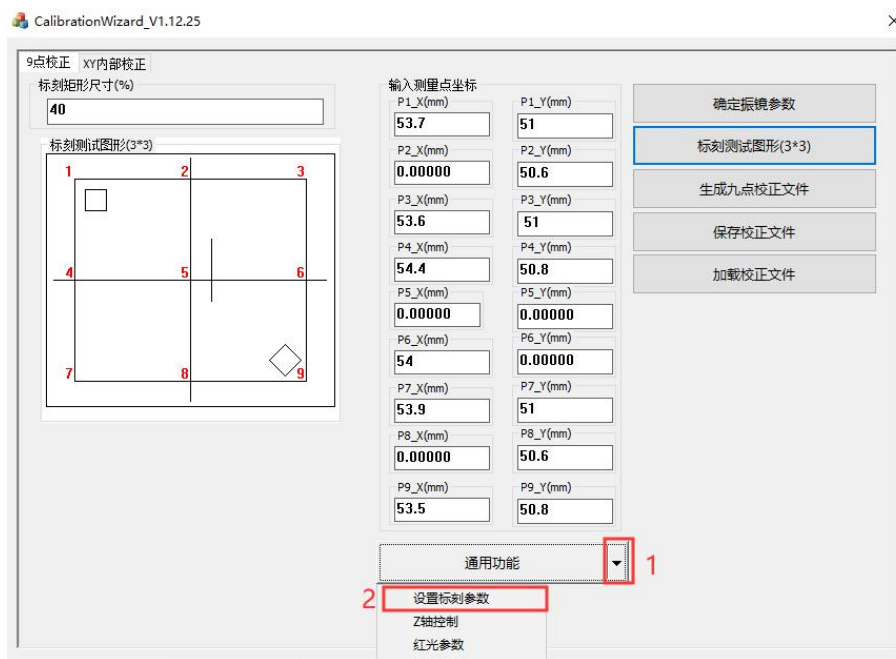 CalibrationWizard_V1.12.25
9点校正 XY内部校正
标刻矩形尺寸(%)
40
标刻测试图形(3*3)
1 2 3
4 5 6
7 8 9
输入测量点坐标
P1_X(mm) P1_Y(mm)
53.7 51
P2_X(mm) P2_Y(mm)
0.00000 50.6
P3_X(mm) P3_Y(mm)
53.6 51
P4_X(mm) P4_Y(mm)
54.4 50.8
P5_X(mm) P5_Y(mm)
0.00000 0.00000
P6_X(mm) P6_Y(mm)
54 0.00000
P7_X(mm) P7_Y(mm)
53.9 51
P8_X(mm) P8_Y(mm)
0.00000 50.6
P9_X(mm) P9_Y(mm)
53.5 50.8
确定振镜参数
标刻测试图形(3*3)
生成九点校正文件
保存校正文件
加载校正文件
通用功能 1
2 设置标刻参数
Z轴控制
红光参数